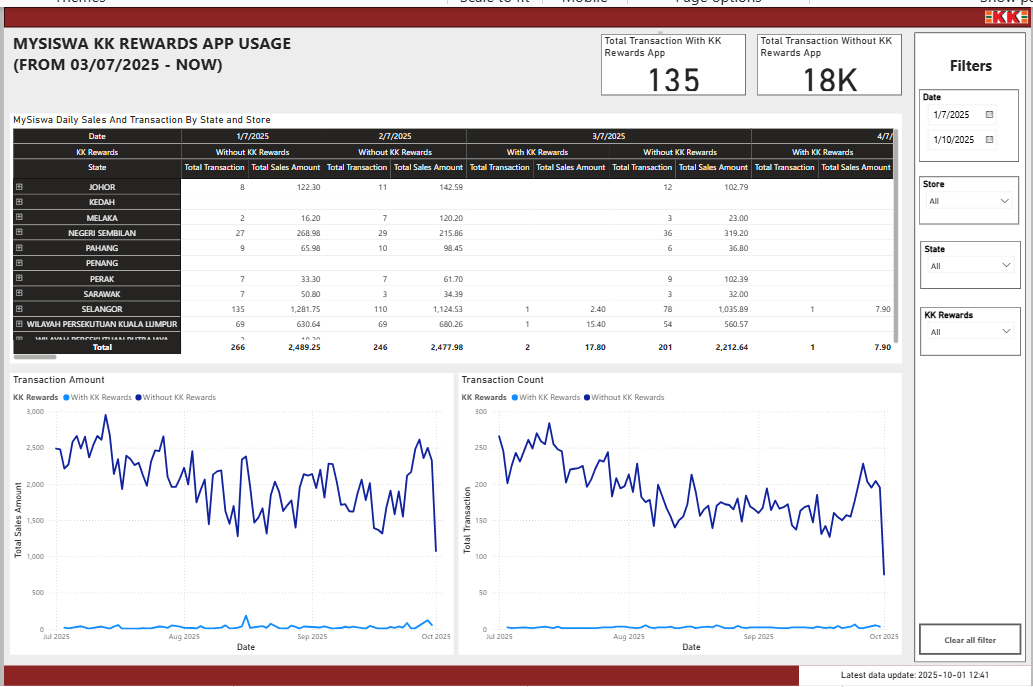 Themes Scale to fit Mobile Page options Show pa
KK
MYSISWA KK REWARDS APP USAGE
(FROM 03/07/2025 - NOW)
Total Transaction With KK
Rewards App
135
Total Transaction Without KK
Rewards App
18K
Filters
Date
1/7/2025
1/10/2025
Store
All
State
All
KK Rewards
All
Clear all filter
MySiswa Daily Sales And Transaction By State and Store
Date 1/7/2025 2/7/2025 3/7/2025 4/7/
KK Rewards Without KK Rewards Without KK Rewards With KK Rewards Without KK Rewards With KK Rewards
State Total Transaction Total Sales Amount Total Transaction Total Sales Amount Total Transaction Total Sales Amount Total Transaction Total Sales Amount Total Transaction Total Sales Amount
JOHOR 8 122.30 11 142.59 12 102.79
KEDAH
MELAKA 2 16.20 7 120.20 3 23.00
NEGERI SEMBILAN 27 268.98 29 215.86 36 319.20
PAHANG 9 65.98 10 98.45 6 36.80
PENANG
PERAK 7 33.30 7 61.70 9 102.39
SARAWAK 7 50.80 3 34.39 3 32.00
SELANGOR 135 1,281.75 110 1,124.53 1 2.40 78 1,035.89 1 7.90
WILAYAH PERSEKUTUAN KUALA LUMPUR 69 630.64 69 680.26 1 15.40 54 560.57
WILAYAH PERSEKUTUAN PUTRAJAYA 2 19.30
Total 266 2,489.25 246 2,477.98 2 17.80 201 2,212.64 1 7.90
Transaction Amount
KK Rewards With KK Rewards Without KK Rewards
Total Sales Amount
3,000
2,500
2,000
1,500
1,000
500
0
Jul 2025 Aug 2025 Sep 2025 Oct 2025
Date
Transaction Count
KK Rewards With KK Rewards Without KK Rewards
Total Transaction
300
250
200
150
100
50
0
Jul 2025 Aug 2025 Sep 2025 Oct 2025
Date
Latest data update: 2025-10-01 12:41